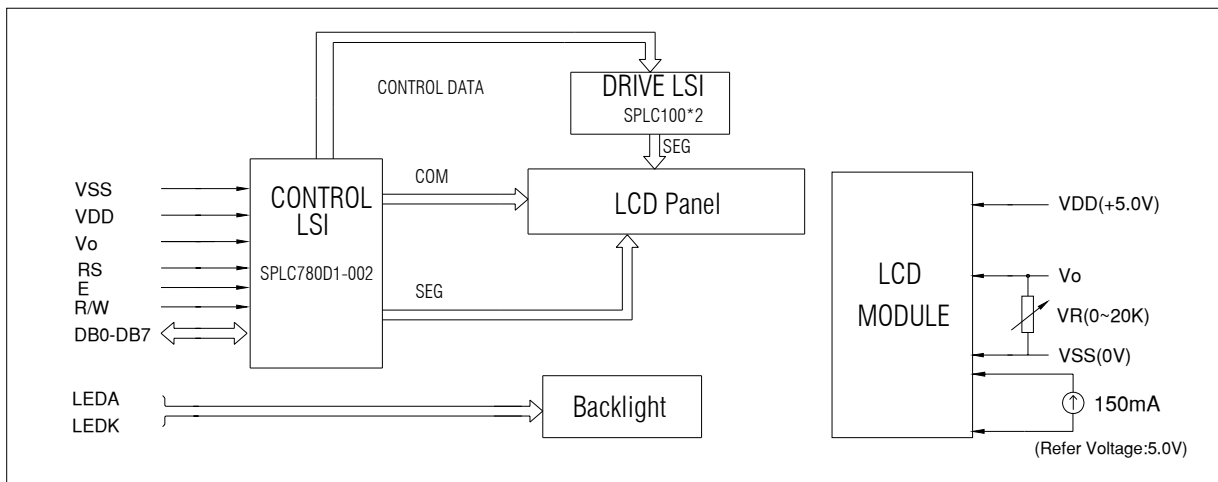 CONTROL DATA
DRIVE LSI
SPLC100*2
SEG
VSS
VDD
Vo
RS
E
R/W
DB0-DB7
CONTROL
LSI
SPLC780D1-002
COM
SEG
LCD Panel
LEDA
LEDK
Backlight
LCD
MODULE
VDD(+5.0V)
Vo
VR(0~20K)
VSS(0V)
150mA
(Refer Voltage:5.0V)